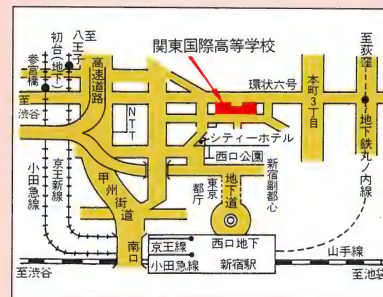 関東国際高等学校
至八王子
初台(地下)
参宮橋
高速道路
環状六号
本町3丁目
至荻窪
至渋谷
NTT
シティーホテル
西口公園
地下鉄丸ノ内線
小田急線
京王新線
甲州街道
東京都庁
地下道
新宿副都心
南口
京王線
小田急線
西口地下
新宿駅
山手線
至渋谷
至池袋